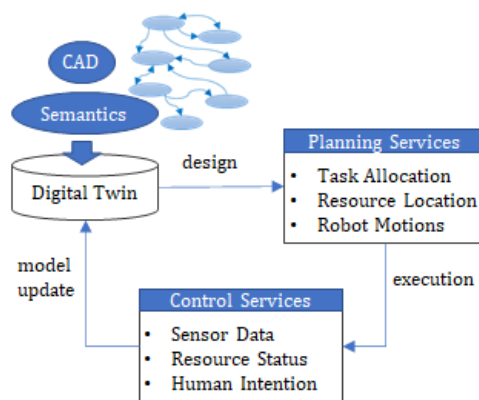 CAD
Semantics
Digital Twin
design
Planning Services
• Task Allocation
• Resource Location
• Robot Motions
model
update
execution
Control Services
• Sensor Data
• Resource Status
• Human Intention